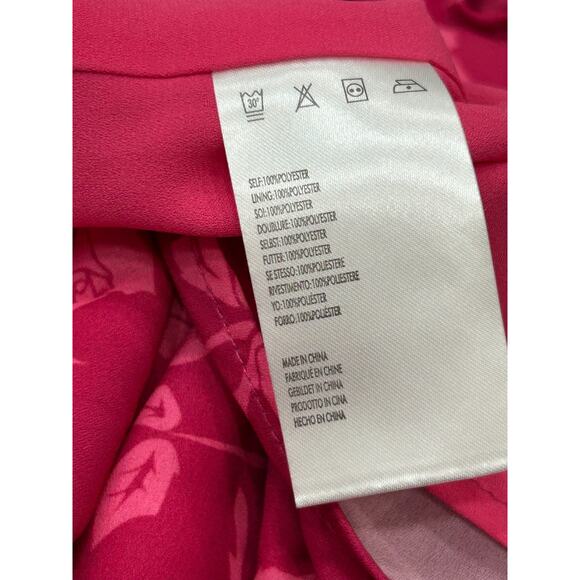 30°
SELF:100%POLYESTER
LINING:100%POLYESTER
SOI:100%POLYESTER
DOUBLURE:100%POLYESTER
SELBST:100%POLYESTER
FUTTER:100%POLYESTER
SE STESSO:100%POLIESTERE
RIVESTIMENTO:100%POLIESTERE
YO:100%POLIÉSTER
FORRO:100%POLIÉSTER
MADE IN CHINA
FABRIQUÉ EN CHINE
GEBILDET IN CHINA
PRODOTTO IN CINA
HECHO EN CHINA